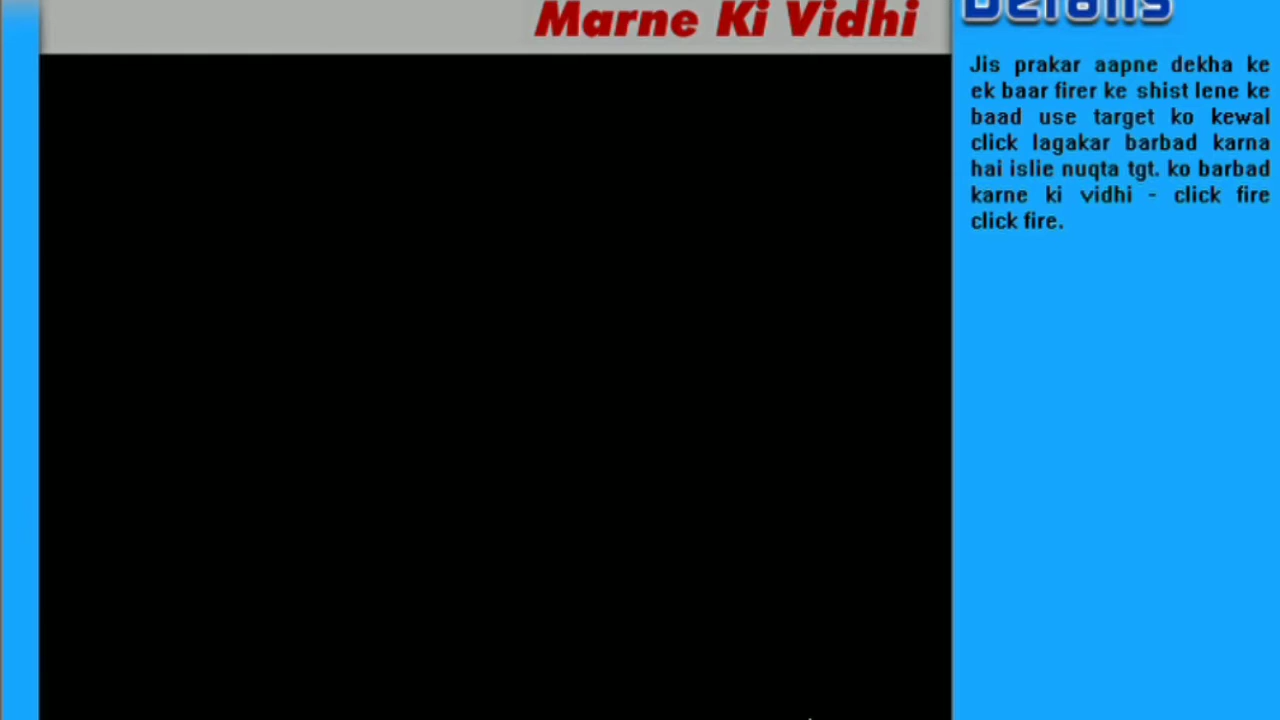 Marne Ki Vidhi
Details
Jis prakar aapne dekha ke
ek baar firer ke shist lene ke
baad use target ko kewal
click lagakar barbad karna
hai islie nuqta tgt. ko barbad
karne ki vidhi - click fire
click fire.